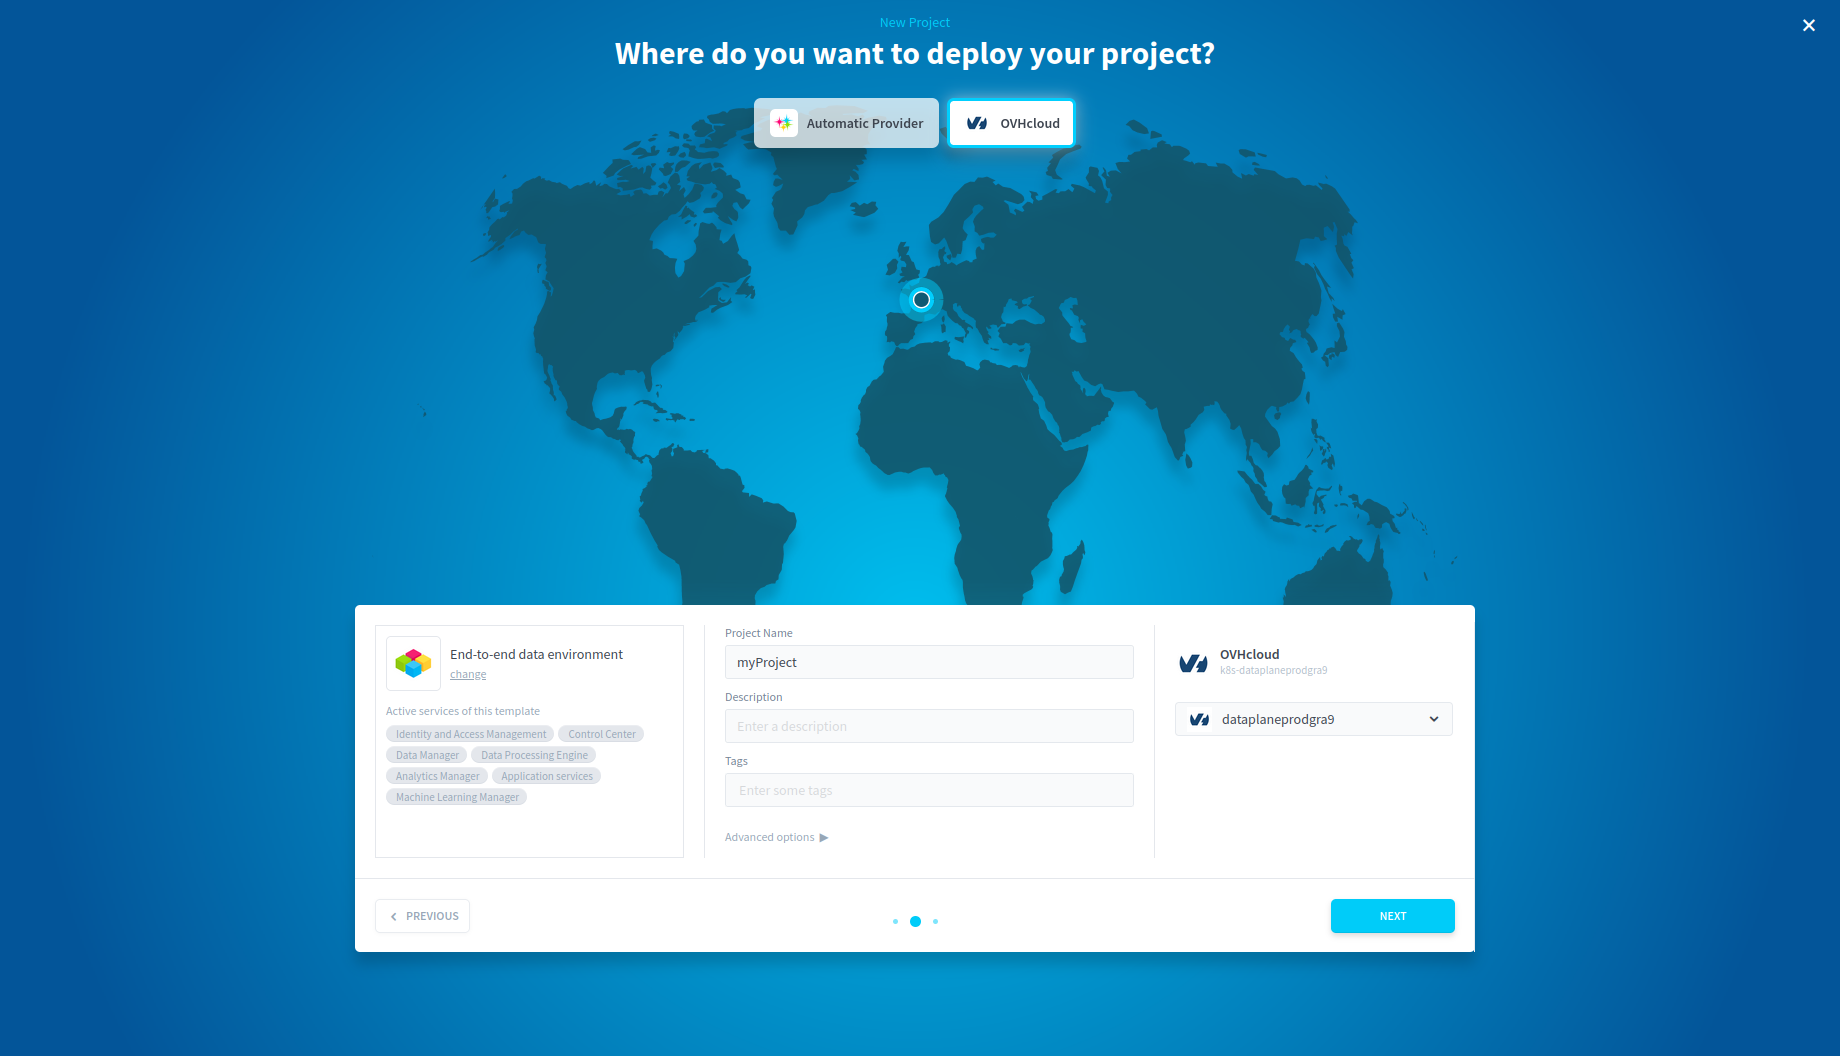 New Project
Where do you want to deploy your project?
Automatic Provider
OVHcloud
End-to-end data environment
change
Active services of this template
Identity and Access Management
Control Center
Data Manager
Data Processing Engine
Analytics Manager
Application services
Machine Learning Manager
Project Name
myProject
Description
Enter a description
Tags
Enter some tags
Advanced options
OVHcloud
k8s-dataplaneprodgra9
dataplaneprodgra9
PREVIOUS
NEXT